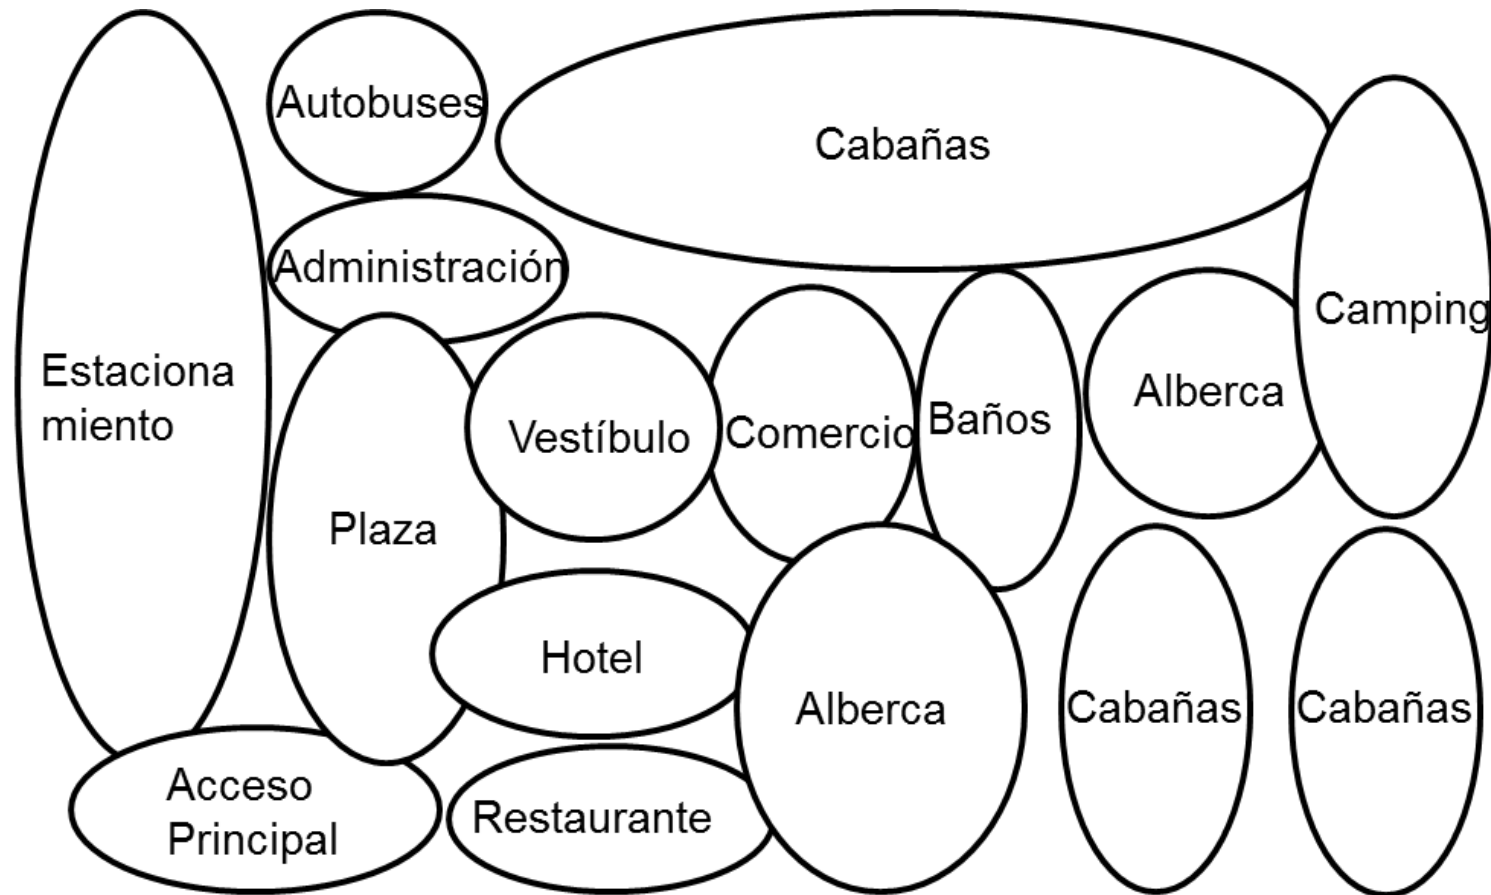 Autobuses
Cabañas
Administración
Camping
Estaciona
miento
Alberca
Vestíbulo
Comercio
Baños
Plaza
Hotel
Alberca
Cabañas
Cabañas
Acceso
Principal
Restaurante